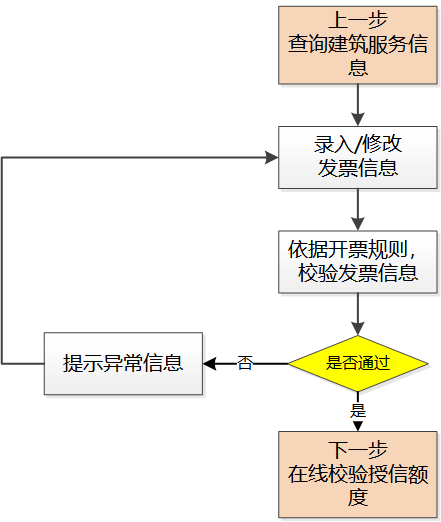 上一步
查询建筑服务信
息
录入/修改
发票信息
依据开票规则，
校验发票信息
是否通过
否
提示异常信息
是
下一步
在线校验授信额
度